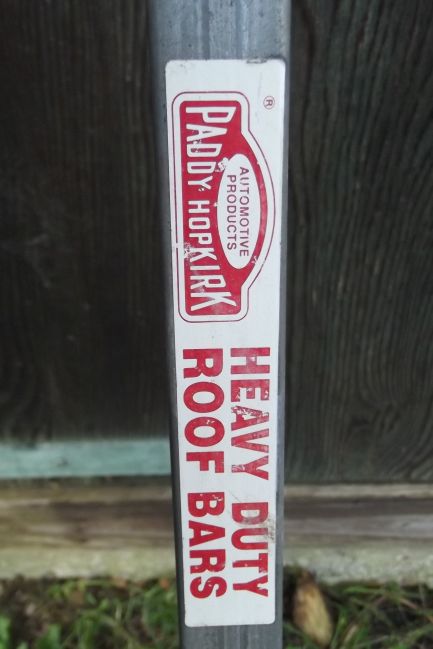 ®
AUTOMOTIVE
PRODUCTS
PADDY HOPKIRK
HEAVY DUTY
ROOF BARS